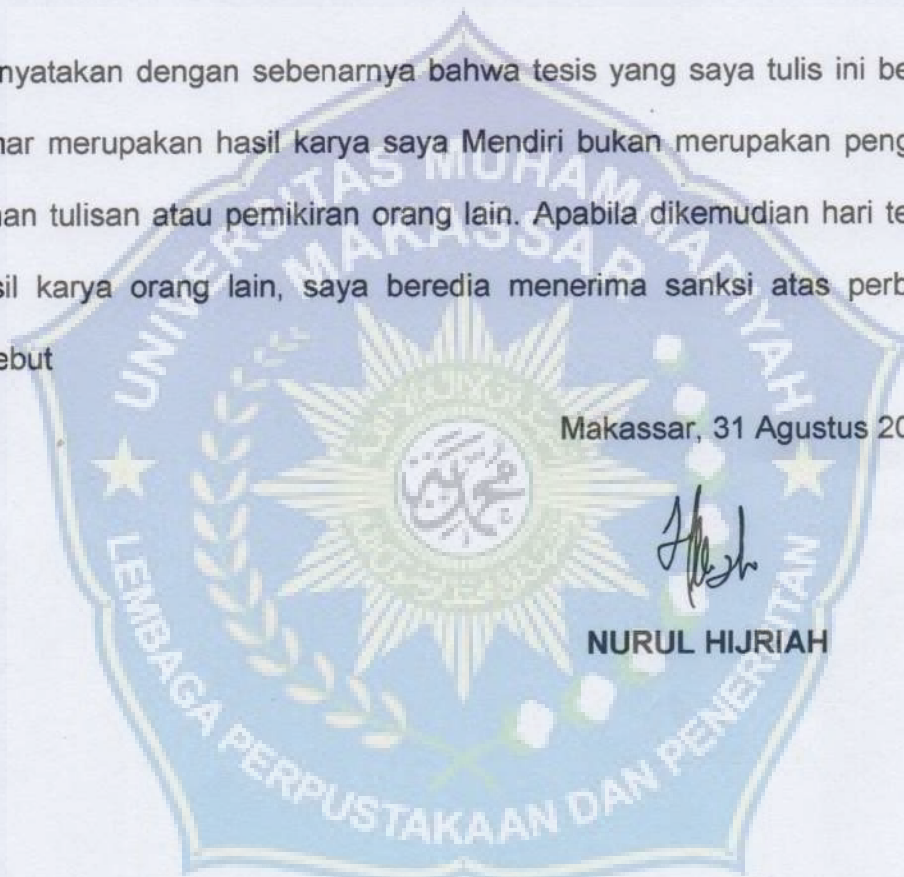 nyatakan dengan sebenarnya bahwa tesis yang saya tulis ini be
nar merupakan hasil karya saya Mendiri bukan merupakan peng
nan tulisan atau pemikiran orang lain. Apabila dikemudian hari te
sil karya orang lain, saya beredia menerima sanksi atas perb
ebut
Makassar, 31 Agustus 20
NURUL HIJRIAH
UNIVERSITAS MUHAMMADIYAH
MAKASSAR
LEMBAGA PERPUSTAKAAN DAN PENERBITAN